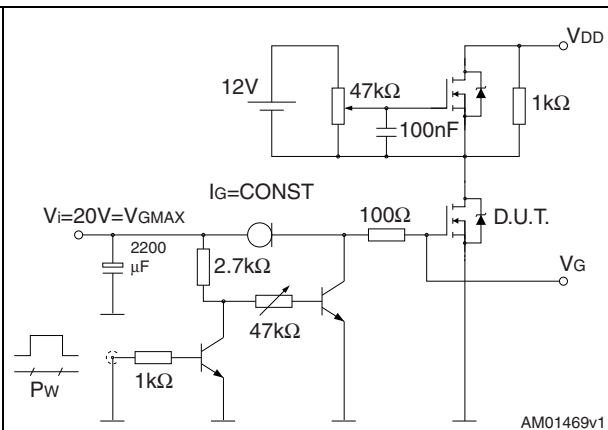 VDD
12V
47kΩ
1kΩ
100nF
IG=CONST
Vi=20V=VGMAX
100Ω
D.U.T.
2200
μF
2.7kΩ
VG
47kΩ
1kΩ
PW
AM01469v1